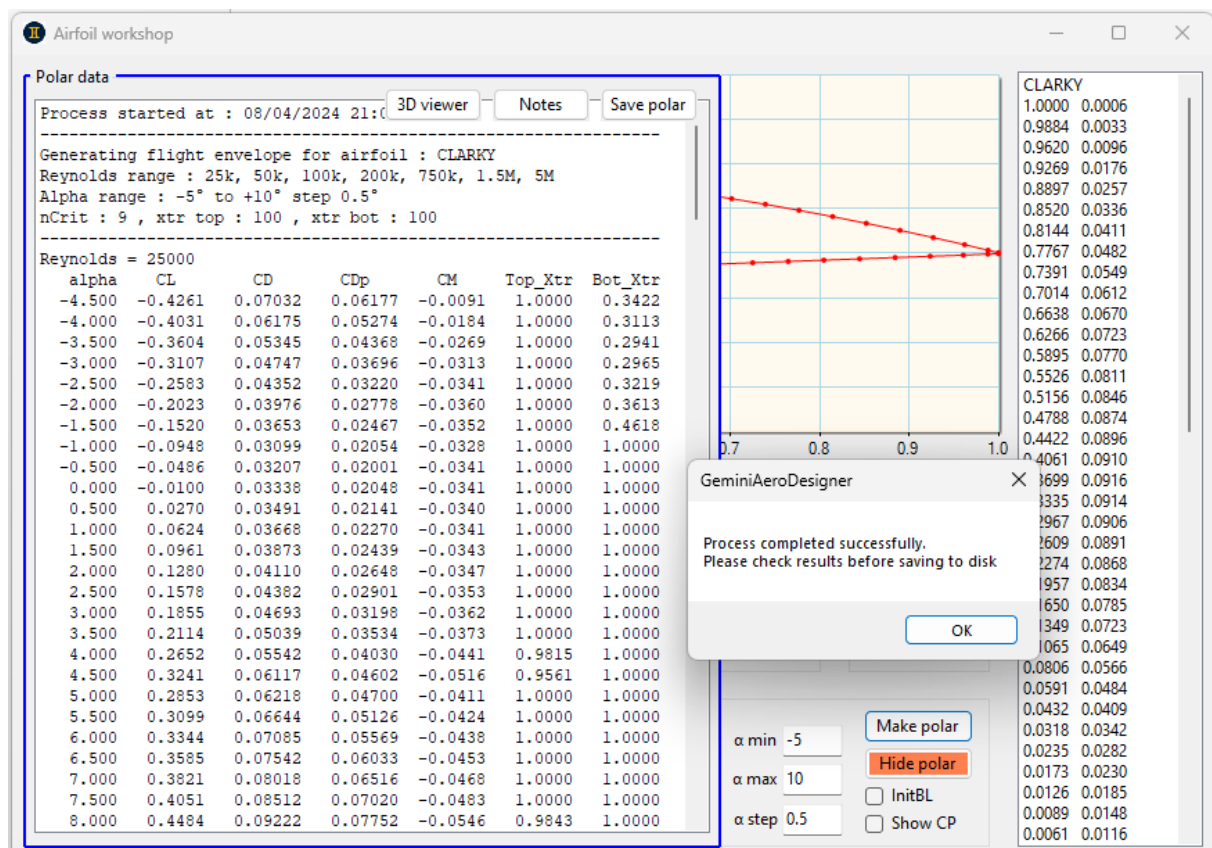 Airfoil workshop
Polar data
3D viewer
Notes
Save polar
Process started at : 08/04/2024
Generating flight envelope for airfoil : CLARKY
Reynolds range : 25k, 50k, 100k, 200k, 750k, 1.5M, 5M
Alpha range : -5° to +10° step 0.5°
nCrit : 9 , xtr top : 100 , xtr bot : 100
Reynolds = 25000
alpha CL CD CDp CM Top_Xtr Bot_Xtr
-4.500 -0.4261 0.07032 0.06177 -0.0091 1.0000 0.3422
-4.000 -0.4031 0.06175 0.05274 -0.0184 1.0000 0.3113
-3.500 -0.3604 0.05345 0.04368 -0.0269 1.0000 0.2941
-3.000 -0.3107 0.04747 0.03696 -0.0313 1.0000 0.2965
-2.500 -0.2583 0.04352 0.03220 -0.0341 1.0000 0.3219
-2.000 -0.2023 0.03976 0.02778 -0.0360 1.0000 0.3613
-1.500 -0.1520 0.03653 0.02467 -0.0352 1.0000 0.4618
-1.000 -0.0948 0.03099 0.02054 -0.0328 1.0000 1.0000
-0.500 -0.0486 0.03207 0.02001 -0.0341 1.0000 1.0000
0.000 -0.0100 0.03338 0.02048 -0.0341 1.0000 1.0000
0.500 0.0270 0.03491 0.02141 -0.0340 1.0000 1.0000
1.000 0.0624 0.03668 0.02270 -0.0341 1.0000 1.0000
1.500 0.0961 0.03873 0.02439 -0.0343 1.0000 1.0000
2.000 0.1280 0.04110 0.02648 -0.0347 1.0000 1.0000
2.500 0.1578 0.04382 0.02901 -0.0353 1.0000 1.0000
3.000 0.1855 0.04693 0.03198 -0.0362 1.0000 1.0000
3.500 0.2114 0.05039 0.03534 -0.0373 1.0000 1.0000
4.000 0.2652 0.05542 0.04030 -0.0441 0.9815 1.0000
4.500 0.3241 0.06117 0.04602 -0.0516 0.9561 1.0000
5.000 0.2853 0.06218 0.04700 -0.0411 1.0000 1.0000
5.500 0.3099 0.06644 0.05126 -0.0424 1.0000 1.0000
6.000 0.3344 0.07085 0.05569 -0.0438 1.0000 1.0000
6.500 0.3585 0.07542 0.06033 -0.0453 1.0000 1.0000
7.000 0.3821 0.08018 0.06516 -0.0468 1.0000 1.0000
7.500 0.4051 0.08512 0.07020 -0.0483 1.0000 1.0000
8.000 0.4484 0.09222 0.07752 -0.0546 0.9843 1.0000
0.7 0.8 0.9 1.0
GeminiAeroDesigner
Process completed successfully.
Please check results before saving to disk
OK
α min -5
α max 10
α step 0.5
Make polar
Hide polar
InitBL
Show CP
CLARKY
1.0000 0.0006
0.9884 0.0033
0.9620 0.0096
0.9269 0.0176
0.8897 0.0257
0.8520 0.0336
0.8144 0.0411
0.7767 0.0482
0.7391 0.0549
0.7014 0.0612
0.6638 0.0670
0.6266 0.0723
0.5895 0.0770
0.5526 0.0811
0.5156 0.0846
0.4788 0.0874
0.4422 0.0896
0.4061 0.0910
0.0916
0.0914
0.0906
0.0891
0.0868
0.0834
0.0785
0.0723
0.0649
0.0806 0.0566
0.0591 0.0484
0.0432 0.0409
0.0318 0.0342
0.0235 0.0282
0.0173 0.0230
0.0126 0.0185
0.0089 0.0148
0.0061 0.0116